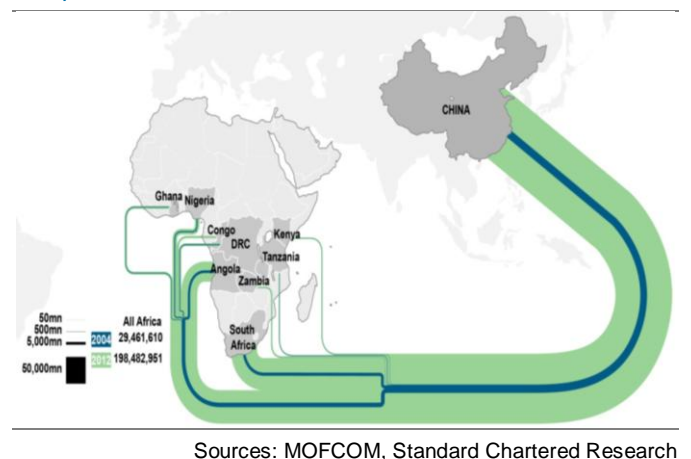 CHINA
Ghana
Nigeria
Congo
DRC
Kenya
Tanzania
Angola
Zambia
South
Africa
50mn
500mn
5,000mn
50,000mn
All Africa
2004 29,461,610
2012 198,482,951
Sources: MOFCOM, Standard Chartered Research